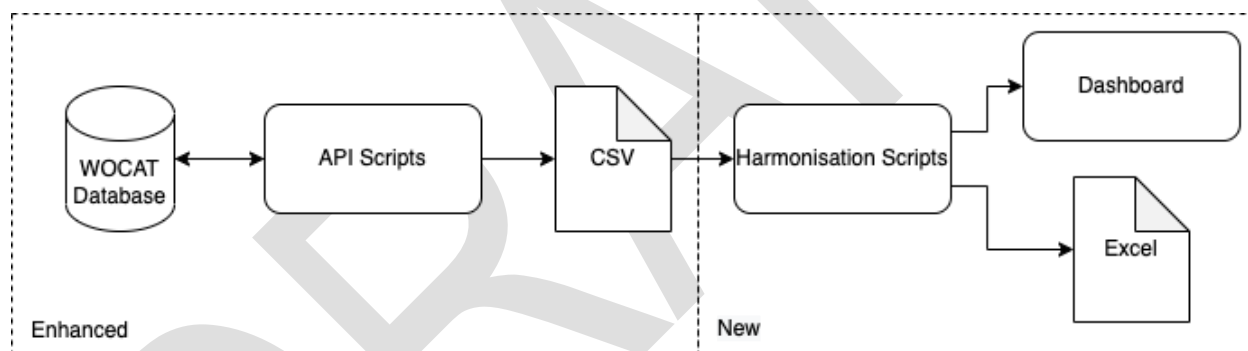 WOCAT
Database
API Scripts
CSV
Harmonisation Scripts
Dashboard
Excel
Enhanced
New